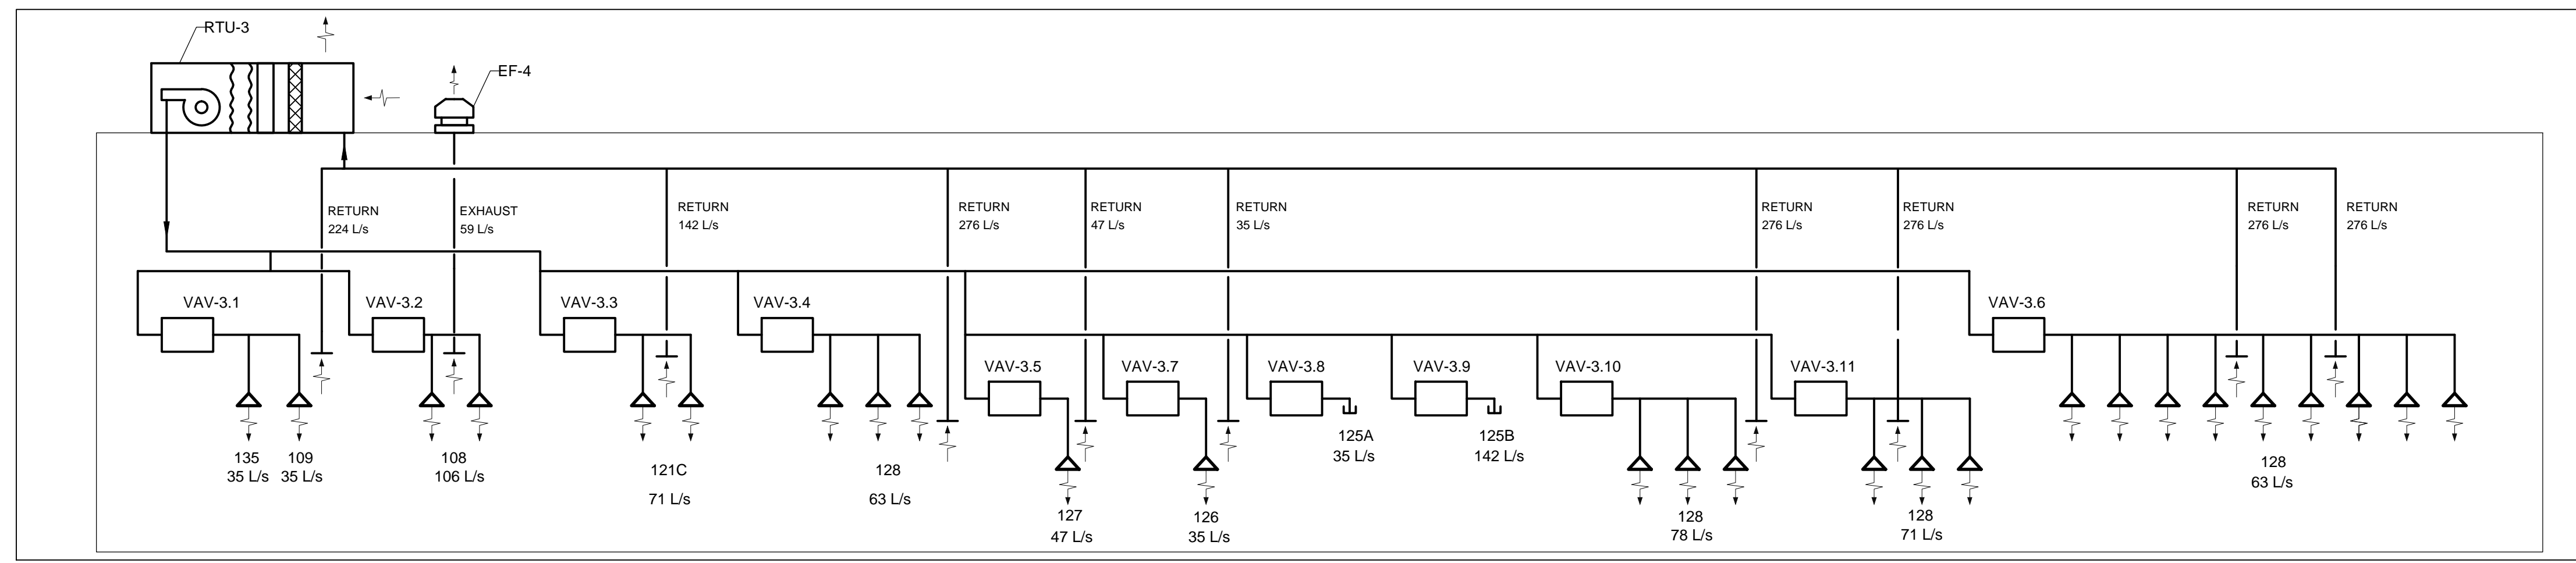 RTU-3
EF-4
RETURN
224 L/s
EXHAUST
59 L/s
RETURN
142 L/s
RETURN
276 L/s
RETURN
47 L/s
RETURN
35 L/s
RETURN
276 L/s
RETURN
276 L/s
RETURN
276 L/s
RETURN
276 L/s
VAV-3.1
VAV-3.2
VAV-3.3
VAV-3.4
VAV-3.6
VAV-3.5
VAV-3.7
VAV-3.8
VAV-3.9
VAV-3.10
VAV-3.11
135
35 L/s
109
35 L/s
108
106 L/s
121C
71 L/s
128
63 L/s
127
47 L/s
126
35 L/s
125A
35 L/s
125B
142 L/s
128
78 L/s
128
71 L/s
128
63 L/s